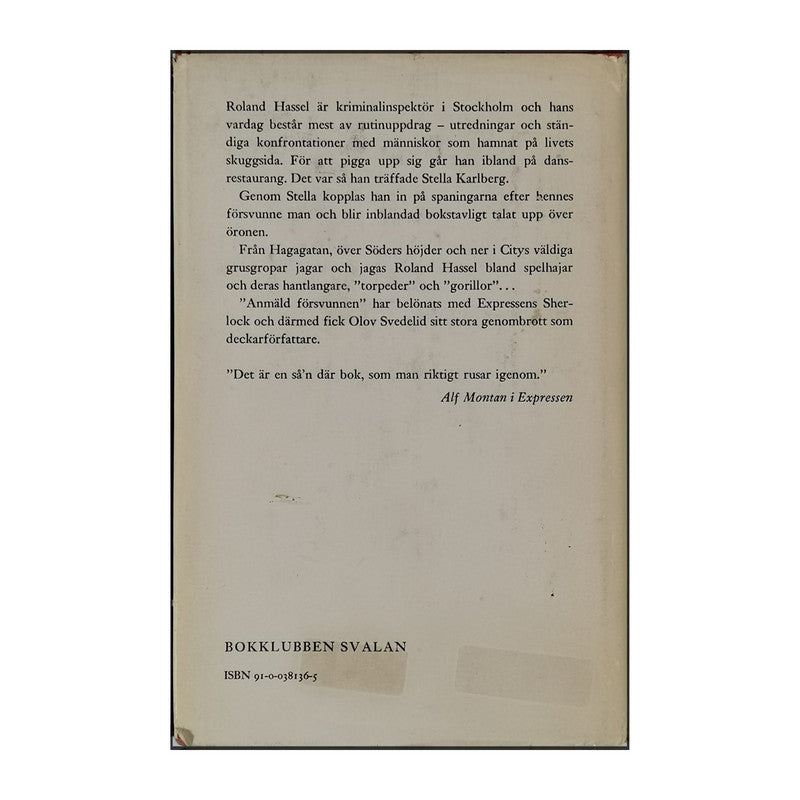 Roland Hassel är kriminalinspektör i Stockholm och hans
vardag består mest av rutinuppdrag – utredningar och stän-
diga konfrontationer med människor som hamnat på livets
skuggsida. För att pigga upp sig går han ibland på dans-
restaurang. Det var så han träffade Stella Karlberg.
Genom Stella kopplas han in på spaningarna efter hennes
försvunne man och blir inblandad bokstavligt talat upp över
öronen.
Från Hagagatan, över Söders höjder och ner i Citys väldiga
grusgropar jagar och jagas Roland Hassel bland spelhajar
och deras hantlangare, ”torpeder” och ”gorillor”...
”Anmäld försvunnen” har belönats med Expressens Sher-
lock och därmed fick Olov Svedelid sitt stora genombrott som
deckarförfattare.
”Det är en så’n där bok, som man riktigt rusar igenom.”
Alf Montan i Expressen
BOKKLUBBEN SVALAN
ISBN 91-0-038136-5